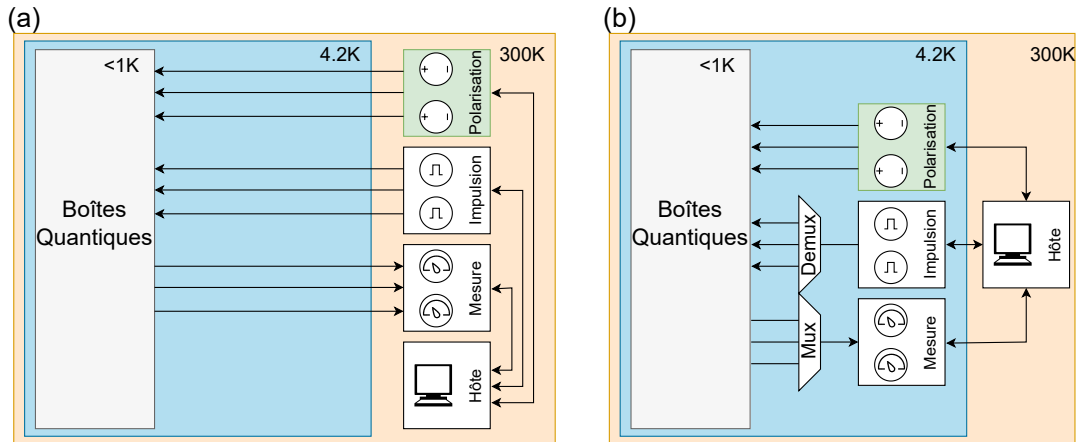 (a)
<1K
4.2K
300K
Boîtes
Quantiques
+ −
+ −
Polarisation
Impulsion
Mesure
Hôte
(b)
<1K
4.2K
300K
Boîtes
Quantiques
+ −
+ −
Polarisation
Demux
Impulsion
Hôte
Mux
Mesure